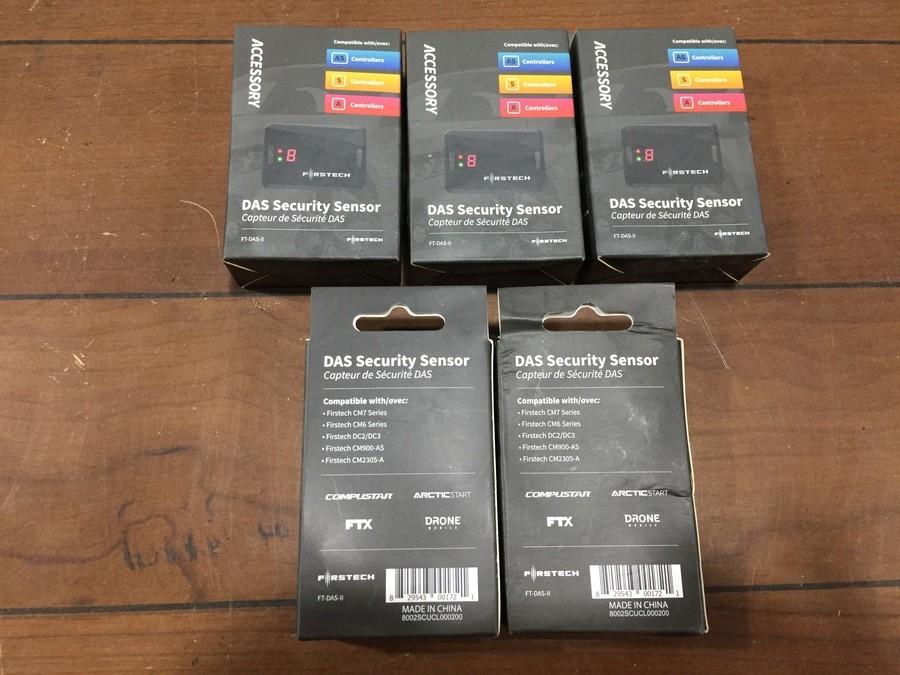 ACCESSORY
Compatible with/avec:
AS Controllers
S Controllers
A Controllers
8
FIRSTECH
DAS Security Sensor
Capteur de Sécurité DAS
FT-DAS-II FIRSTECH
ACCESSORY
Compatible with/avec:
AS Controllers
S Controllers
A Controllers
8
FIRSTECH
DAS Security Sensor
Capteur de Sécurité DAS
FT-DAS-II FIRSTECH
ACCESSORY
Compatible with/avec:
AS Controllers
S Controllers
A Controllers
8
FIRSTECH
DAS Security Sensor
Capteur de Sécurité DAS
FT-DAS-II FIRSTECH
DAS Security Sensor
Capteur de Sécurité DAS
Compatible with/avec:
• Firstech CM7 Series
• Firstech CM6 Series
• Firstech DC2/DC3
• Firstech CM900-AS
• Firstech CM2305-A
COMPUSTAR ARCTICSTART
FTX DRONE
MOBILE
FIRSTECH
FT-DAS-II
8 29543 00172 1
MADE IN CHINA
8002SCUCL000200
DAS Security Sensor
Capteur de Sécurité DAS
Compatible with/avec:
• Firstech CM7 Series
• Firstech CM6 Series
• Firstech DC2/DC3
• Firstech CM900-AS
• Firstech CM2305-A
COMPUSTAR ARCTICSTART
FTX DRONE
MOBILE
FIRSTECH
FT-DAS-II
8 29543 00172 1
MADE IN CHINA
8002SCUCL000200